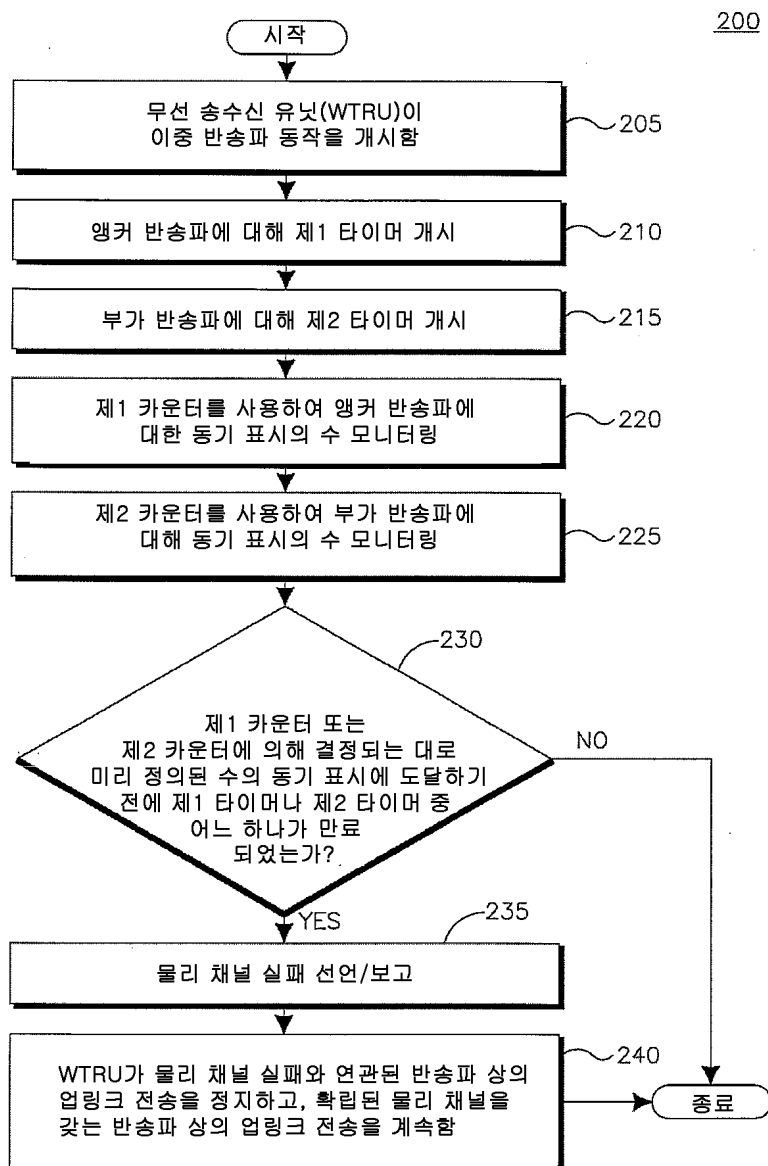 200
시작
무선 송수신 유닛(WTRU)이
이중 반송파 동작을 개시함
205
앵커 반송파에 대해 제1 타이머 개시
210
부가 반송파에 대해 제2 타이머 개시
215
제1 카운터를 사용하여 앵커 반송파에
대한 동기 표시의 수 모니터링
220
제2 카운터를 사용하여 부가 반송파에
대해 동기 표시의 수 모니터링
225
230
제1 카운터 또는
제2 카운터에 의해 결정되는 대로
미리 정의된 수의 동기 표시에 도달하기
전에 제1 타이머나 제2 타이머 중
어느 하나가 만료
되었는가?
NO
YES
235
물리 채널 실패 선언/보고
WTRU가 물리 채널 실패와 연관된 반송파 상의
업링크 전송을 정지하고, 확립된 물리 채널을
갖는 반송파 상의 업링크 전송을 계속함
240
종료